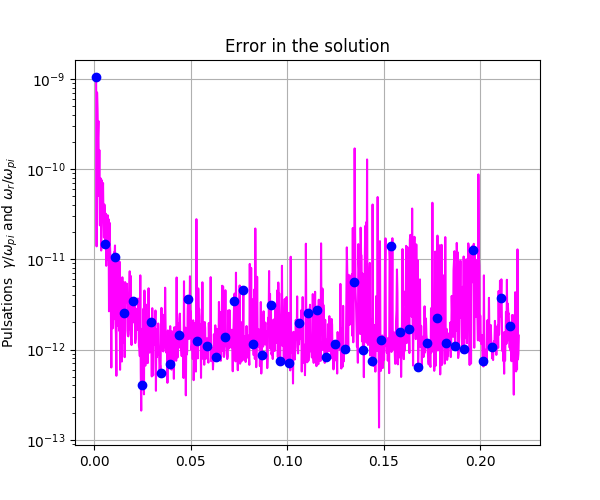 Error in the solution
Pulsations γ/ω_pi and ω_r/ω_pi
10⁻⁹
10⁻¹⁰
10⁻¹¹
10⁻¹²
10⁻¹³
0.00 0.05 0.10 0.15 0.20